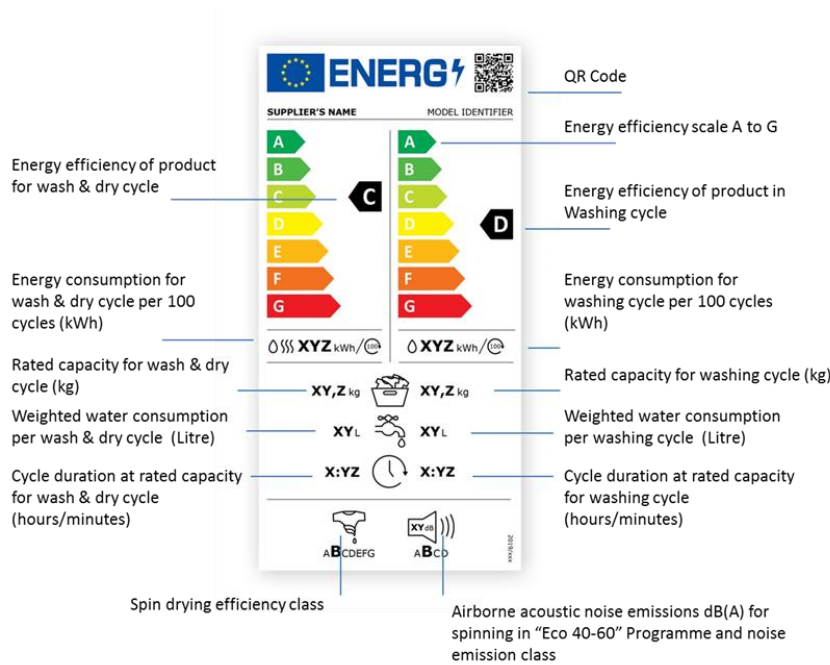 ENERG
QR Code
SUPPLIER'S NAME MODEL IDENTIFIER
Energy efficiency scale A to G
A A
B B
Energy efficiency of product
for wash & dry cycle
C C C
Energy efficiency of product in
Washing cycle
D D D
E E
F F
G G
Energy consumption for
wash & dry cycle per 100
cycles (kWh)
Energy consumption for
washing cycle per 100 cycles
(kWh)
XYZ kWh/100 XYZ kWh/100
Rated capacity for wash & dry
cycle (kg)
XY,Z kg XY,Z kg
Rated capacity for washing cycle (kg)
Weighted water consumption
per wash & dry cycle (Litre)
XY L XY L
Weighted water consumption
per washing cycle (Litre)
Cycle duration at rated capacity
for wash & dry cycle
(hours/minutes)
X:YZ X:YZ
Cycle duration at rated capacity
for washing cycle
(hours/minutes)
XY dB
ABCDEFG ABCD
2019/xxx
Spin drying efficiency class
Airborne acoustic noise emissions dB(A) for
spinning in “Eco 40-60” Programme and noise
emission class